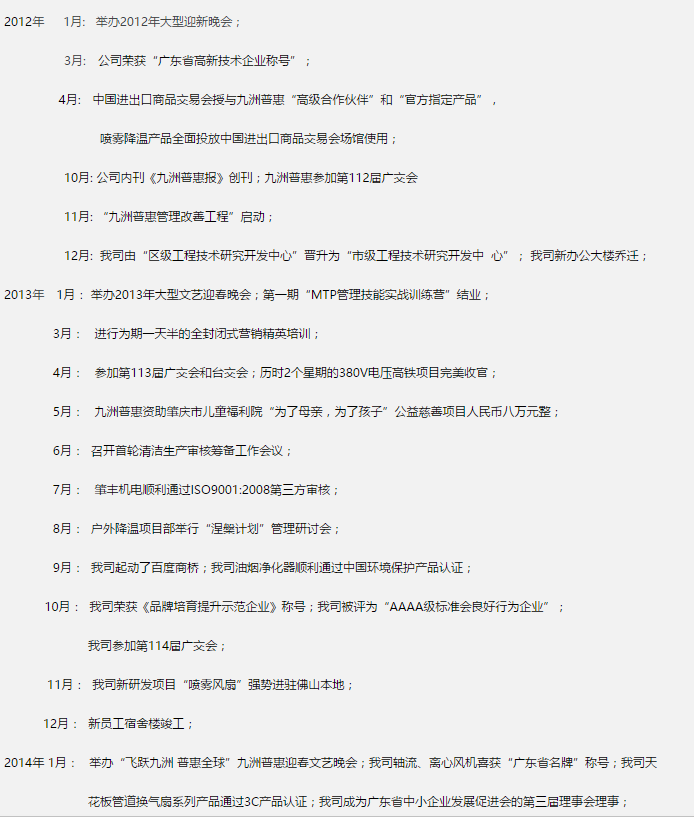 2012年 1月: 举办2012年大型迎新晚会；
3月: 公司荣获“广东省高新技术企业称号”；
4月: 中国进出口商品交易会授与九洲普惠“高级合作伙伴”和“官方指定产品”，
喷雾降温产品全面投放中国进出口商品交易会场馆使用；
10月: 公司内刊《九洲普惠报》创刊；九洲普惠参加第112届广交会
11月: “九洲普惠管理改善工程”启动；
12月: 我司由“区级工程技术研究开发中心”晋升为“市级工程技术研究开发中 心”； 我司新办公大楼乔迁；
2013年 1月： 举办2013年大型文艺迎春晚会；第一期“MTP管理技能实战训练营”结业；
3月： 进行为期一天半的全封闭式营销精英培训；
4月： 参加第113届广交会和台交会；历时2个星期的380V电压高铁项目完美收官；
5月： 九洲普惠资助肇庆市儿童福利院“为了母亲，为了孩子”公益慈善项目人民币八万元整；
6月： 召开首轮清洁生产审核筹备工作会议；
7月： 肇丰机电顺利通过ISO9001:2008第三方审核；
8月： 户外降温项目部举行“涅槃计划”管理研讨会；
9月： 我司起动了百度商桥；我司油烟净化器顺利通过中国环境保护产品认证；
10月： 我司荣获《品牌培育提升示范企业》称号；我司被评为“AAAA级标准会良好行为企业”；
我司参加第114届广交会；
11月： 我司新研发项目“喷雾风扇”强势进驻佛山本地；
12月： 新员工宿舍楼竣工；
2014年 1月： 举办“飞跃九洲 普惠全球”九洲普惠迎春文艺晚会；我司轴流、离心风机喜获“广东省名牌”称号；我司天
花板管道换气扇系列产品通过3C产品认证；我司成为广东省中小企业发展促进会的第三届理事会理事；